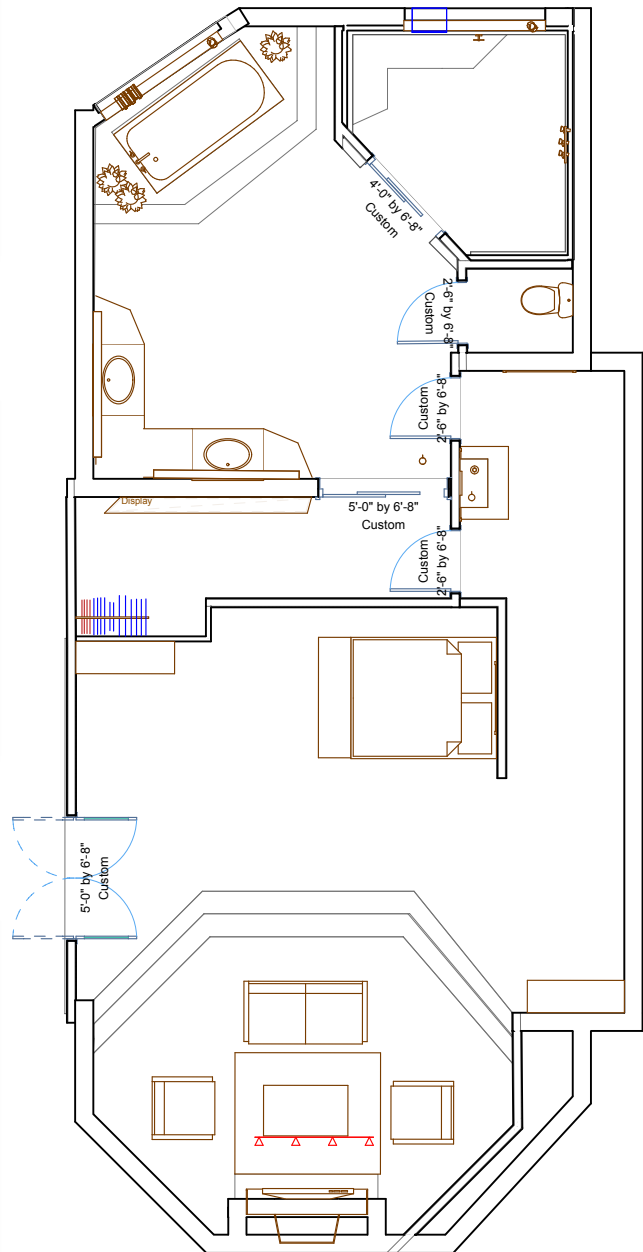 4'-0" by 6'-8"
Custom
2'-6" by 6'-8"
Custom
2'-6" by 6'-8"
Custom
Display
5'-0" by 6'-8"
Custom
2'-6" by 6'-8"
Custom
5'-0" by 6'-8"
Custom